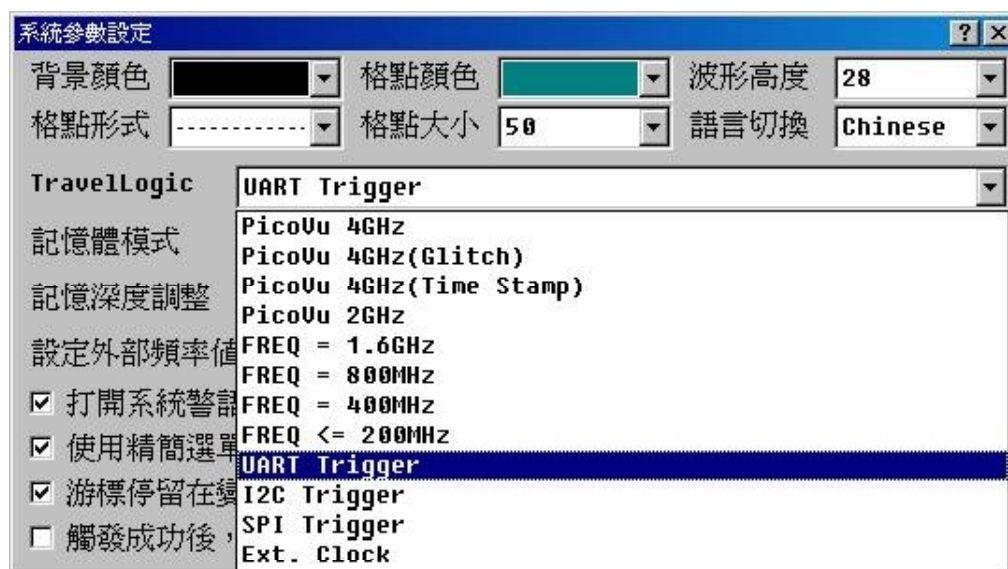 系統參數設定
背景顏色 格點顏色 波形高度 28
格點形式 格點大小 50 語言切換 Chinese
TravelLogic UART Trigger
PicoVu 4GHz
記憶體模式 PicoVu 4GHz(Glitch)
PicoVu 4GHz(Time Stamp)
記憶深度調整 PicoVu 2GHz
設定外部頻率值 FREQ = 1.6GHz
FREQ = 800MHz
打開系統警語 FREQ = 400MHz
使用精簡選單 FREQ <= 200MHz
UART Trigger
游標停留在變 I2C Trigger
觸發成功後， SPI Trigger
Ext. Clock